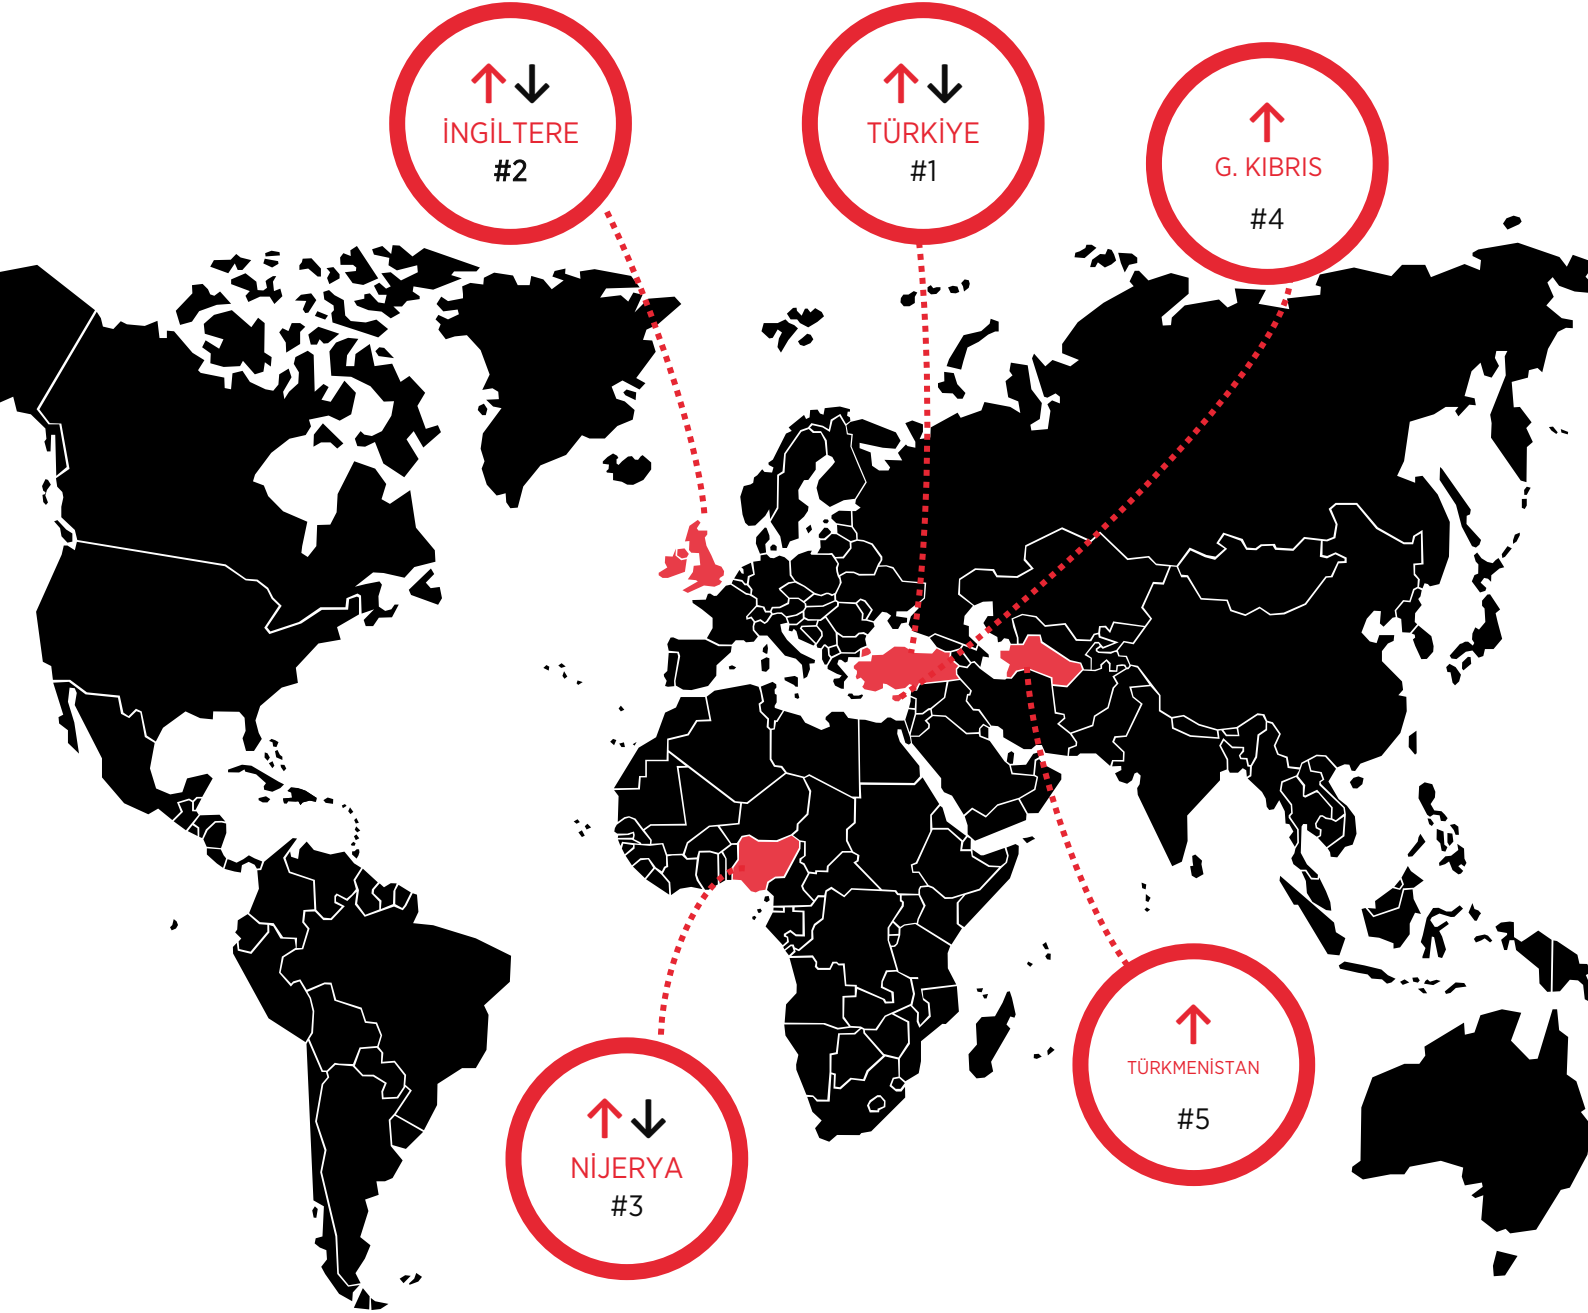 İNGİLTERE
#2
TÜRKİYE
#1
G. KIBRIS
#4
TÜRKMENİSTAN
#5
NİJERYA
#3